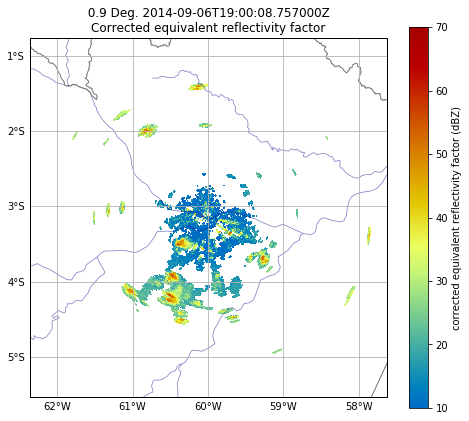 0.9 Deg. 2014-09-06T19:00:08.757000Z
Corrected equivalent reflectivity factor
1°S
2°S
3°S
4°S
5°S
62°W
61°W
60°W
59°W
58°W
70
60
50
40
30
20
10
corrected equivalent reflectivity factor (dBZ)